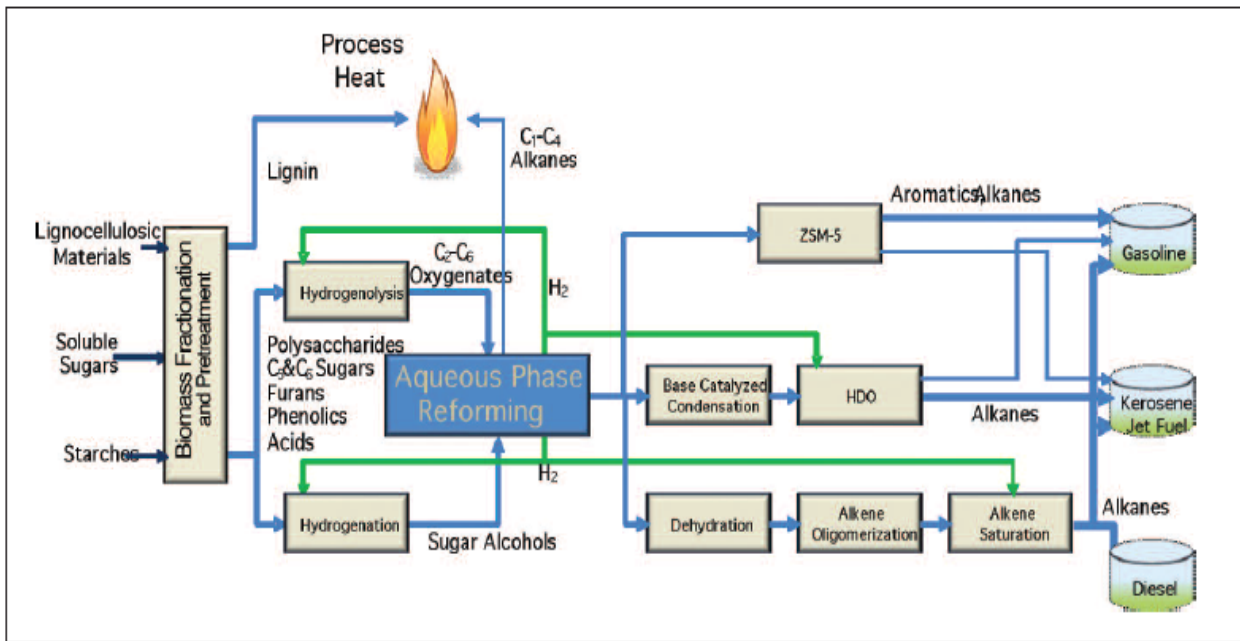 Process
Heat
C₁-C₄
Alkanes
Lignin
Lignocellulosic
Materials
Soluble
Sugars
Starches
Biomass Fractionation
and Pretreatment
Hydrogenolysis
C₂-C₆
Oxygenates
H₂
Polysaccharides
C₅&C₆ Sugars
Furans
Phenolics
Acids
Aqueous Phase
Reforming
Hydrogenation
Sugar Alcohols
H₂
ZSM-5
Aromatics, Alkanes
Gasoline
Base Catalyzed
Condensation
HDO
Alkanes
Kerosene
Jet Fuel
Dehydration
Alkene
Oligomerization
Alkene
Saturation
Alkanes
Diesel